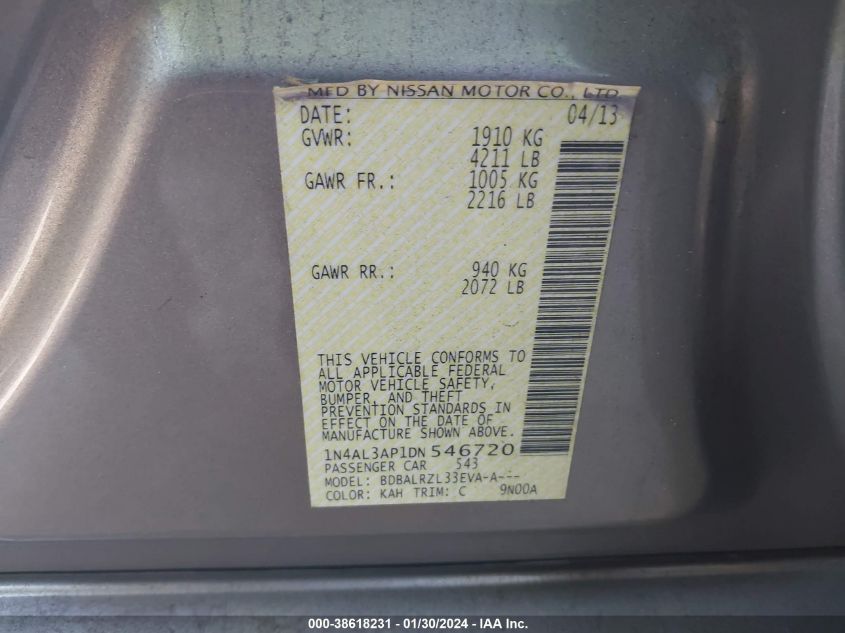 MFD BY NISSAN MOTOR CO., LTD.
DATE: 04/13
GVWR: 1910 KG
4211 LB
GAWR FR.: 1005 KG
2216 LB
GAWR RR.: 940 KG
2072 LB
THIS VEHICLE CONFORMS TO
ALL APPLICABLE FEDERAL
MOTOR VEHICLE SAFETY,
BUMPER, AND THEFT
PREVENTION STANDARDS IN
EFFECT ON THE DATE OF
MANUFACTURE SHOWN ABOVE.
1N4AL3AP1DN546720
PASSENGER CAR 543
MODEL: BDBALRZL33EVA-A---
COLOR: KAH TRIM: C 9N00A
000-38618231 - 01/30/2024 - IAA Inc.